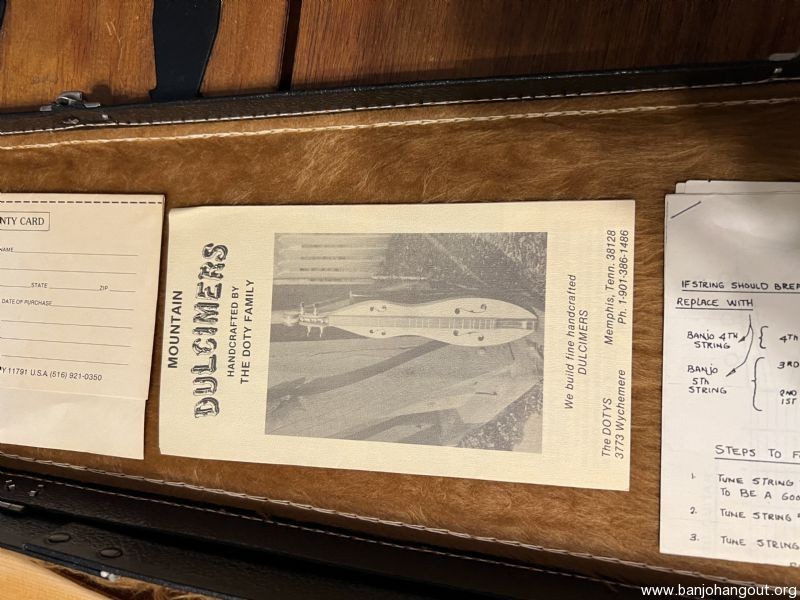 NTY CARD
NAME
STATE ZIP
DATE OF PURCHASE
Y 11791 U.S.A (516) 921-0350
MOUNTAIN
DULCIMERS
HANDCRAFTED BY
THE DOTY FAMILY
We build fine handcrafted
DULCIMERS
The DOTYS
3773 Wychemere Memphis, Tenn. 38128
Ph. 1-901-386-1486
IF STRING SHOULD BREA
REPLACE WITH
BANJO 4TH STRING { 4TH
BANJO 5TH STRING { 3RD
2ND
1ST
STEPS TO F
1. TUNE STRING
TO BE A GOO
2. TUNE STRING
3. TUNE STRING
www.banjohangout.org